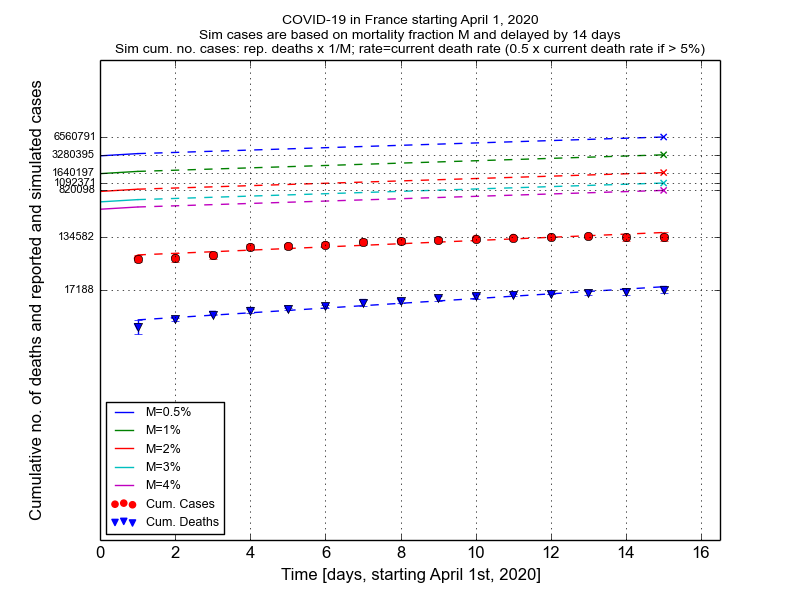 COVID-19 in France starting April 1, 2020
Sim cases are based on mortality fraction M and delayed by 14 days
Sim cum. no. cases: rep. deaths x 1/M; rate=current death rate (0.5 x current death rate if > 5%)
Cumulative no. of deaths and reported and simulated cases
6560791
3280395
1640197
1092371
820098
134582
17188
M=0.5%
M=1%
M=2%
M=3%
M=4%
Cum. Cases
Cum. Deaths
0 2 4 6 8 10 12 14 16
Time [days, starting April 1st, 2020]